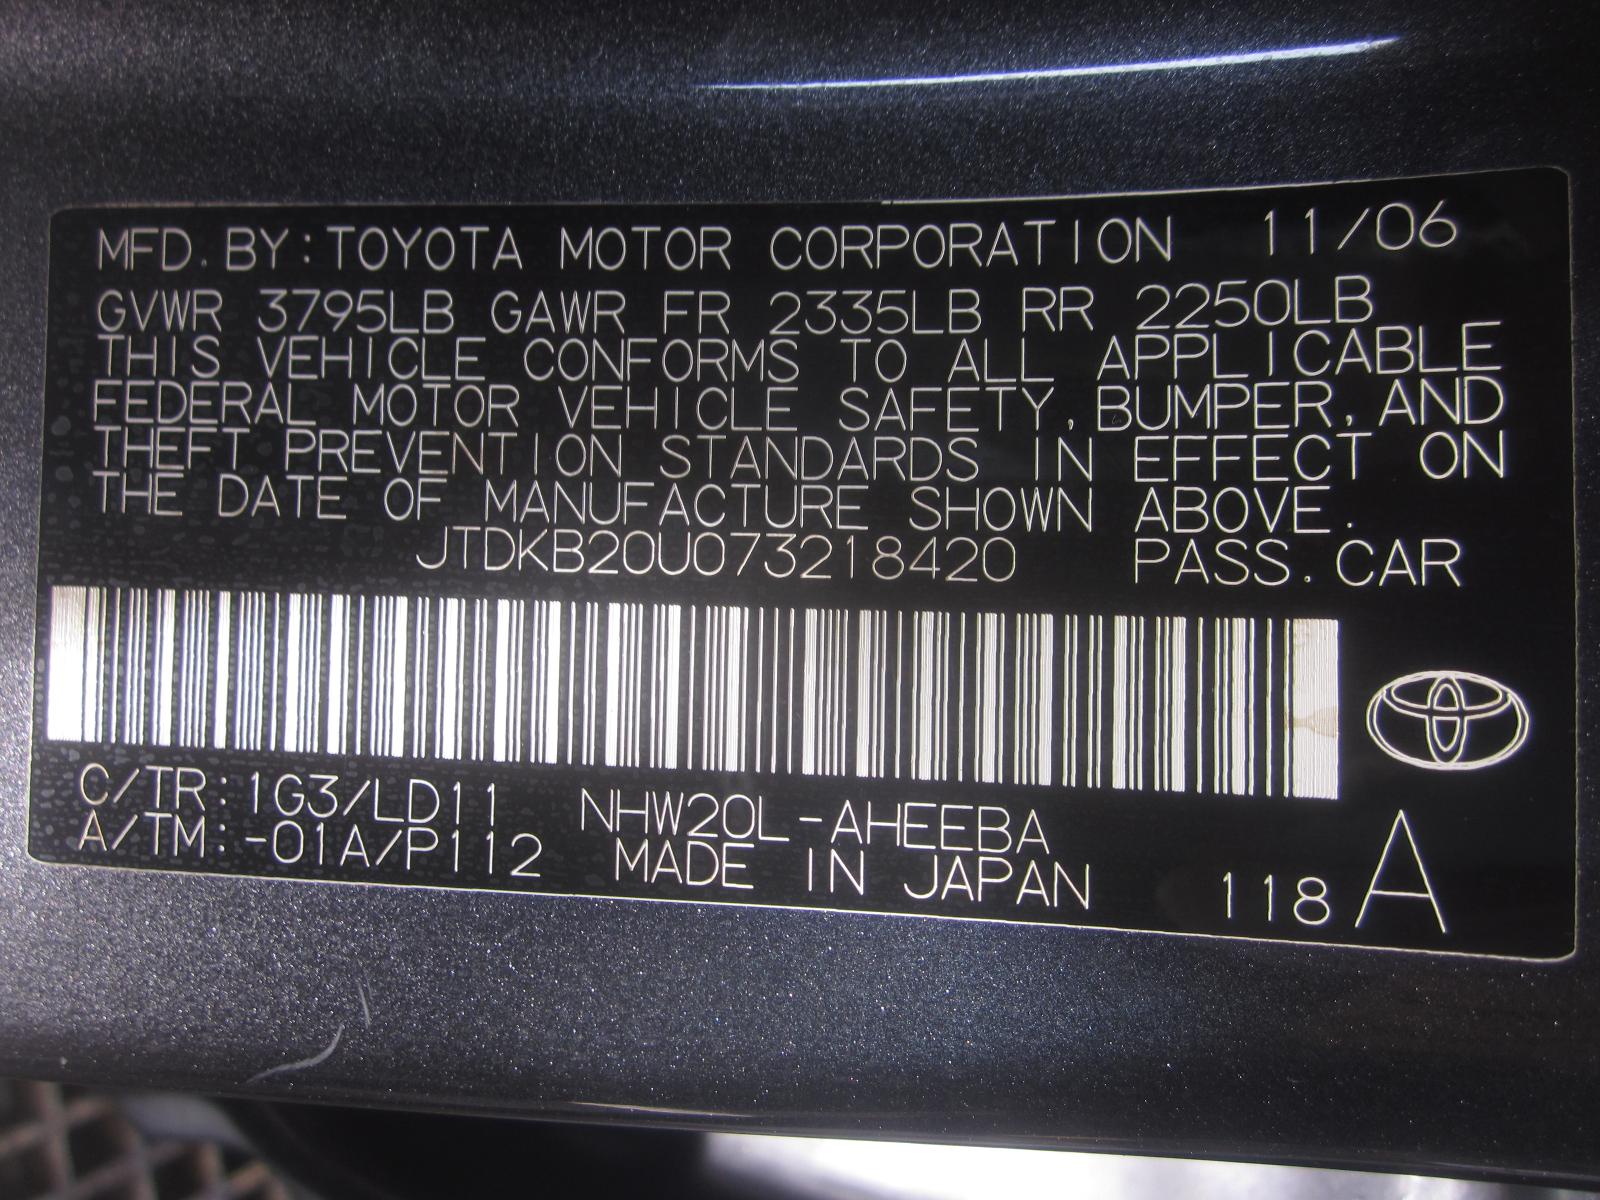 MFD. BY: TOYOTA MOTOR CORPORATION 11/06
GVWR 3795LB GAWR FR 2335LB RR 2250LB
THIS VEHICLE CONFORMS TO ALL APPLICABLE
FEDERAL MOTOR VEHICLE SAFETY, BUMPER, AND
THEFT PREVENTION STANDARDS IN EFFECT ON
THE DATE OF MANUFACTURE SHOWN ABOVE.
JTDKB20U073218420 PASS. CAR
C/TR: 1G3/LD11 NHW20L-AHEEBA
A/TM: -01A/P112 MADE IN JAPAN 118 A